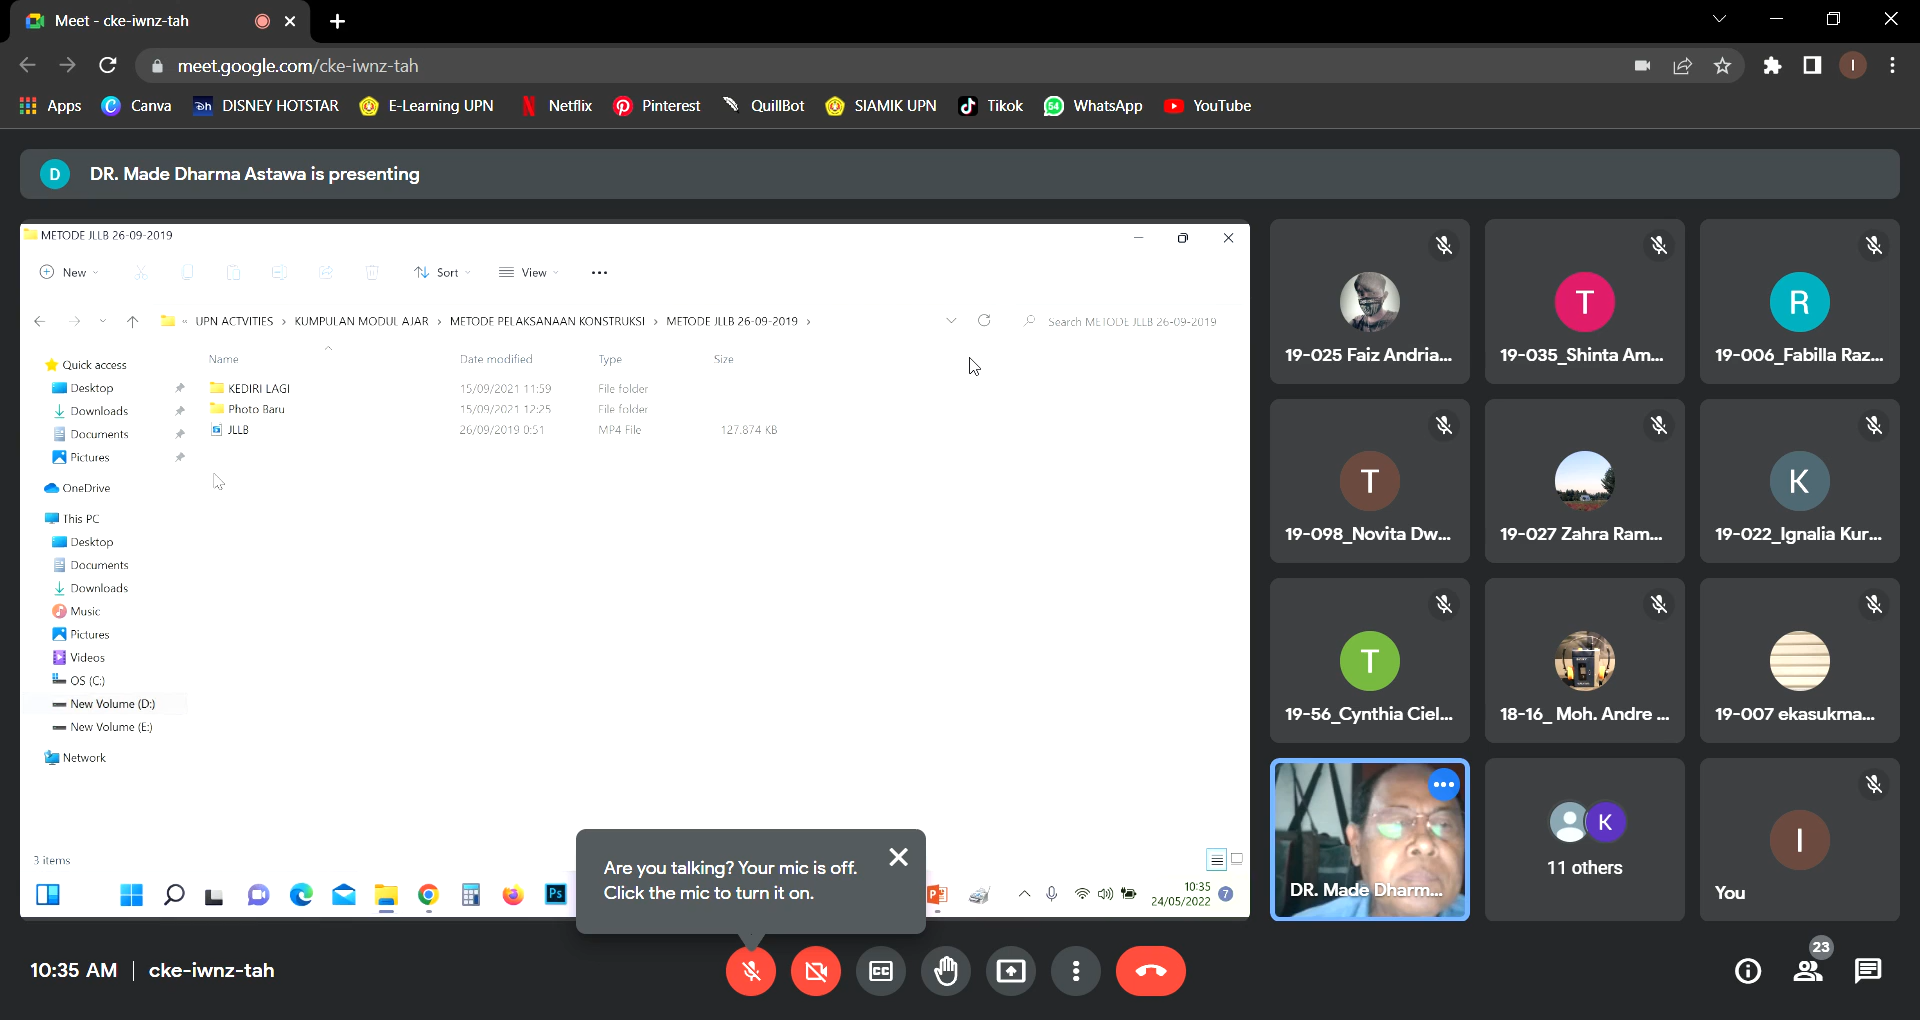 Meet - cke-iwnz-tah
meet.google.com/cke-iwnz-tah
I
Apps
Canva
DISNEY HOTSTAR
E-Learning UPN
Netflix
Pinterest
QuillBot
SIAMIK UPN
Tikok
WhatsApp
YouTube
D
DR. Made Dharma Astawa is presenting
METODE JLLB 26-09-2019
New
Sort
View
UPN ACTVITIES › KUMPULAN MODUL AJAR › METODE PELAKSANAAN KONSTRUKSI › METODE JLLB 26-09-2019 ›
Search METODE JLLB 26-09-2019
Name Date modified Type Size
KEDIRI LAGI 15/09/2021 11:59 File folder
Photo Baru 15/09/2021 12:25 File folder
JLLB 26/09/2019 0:51 MP4 File 127.874 KB
Quick access
Desktop
Downloads
Documents
Pictures
OneDrive
This PC
Desktop
Documents
Downloads
Music
Pictures
Videos
OS (C:)
New Volume (D:)
New Volume (E:)
Network
3 items
Ps
10:35
24/05/2022
7
Are you talking? Your mic is off.
Click the mic to turn it on.
19-025 Faiz Andria...
T
19-035_Shinta Am...
R
19-006_Fabilla Raz...
T
19-098_Novita Dw...
19-027 Zahra Ram...
K
19-022_Ignalia Kur...
T
19-56_Cynthia Ciel...
18-16_ Moh. Andre ...
19-007 ekasukma...
DR. Made Dharm...
K
11 others
I
You
10:35 AM | cke-iwnz-tah
CC
23